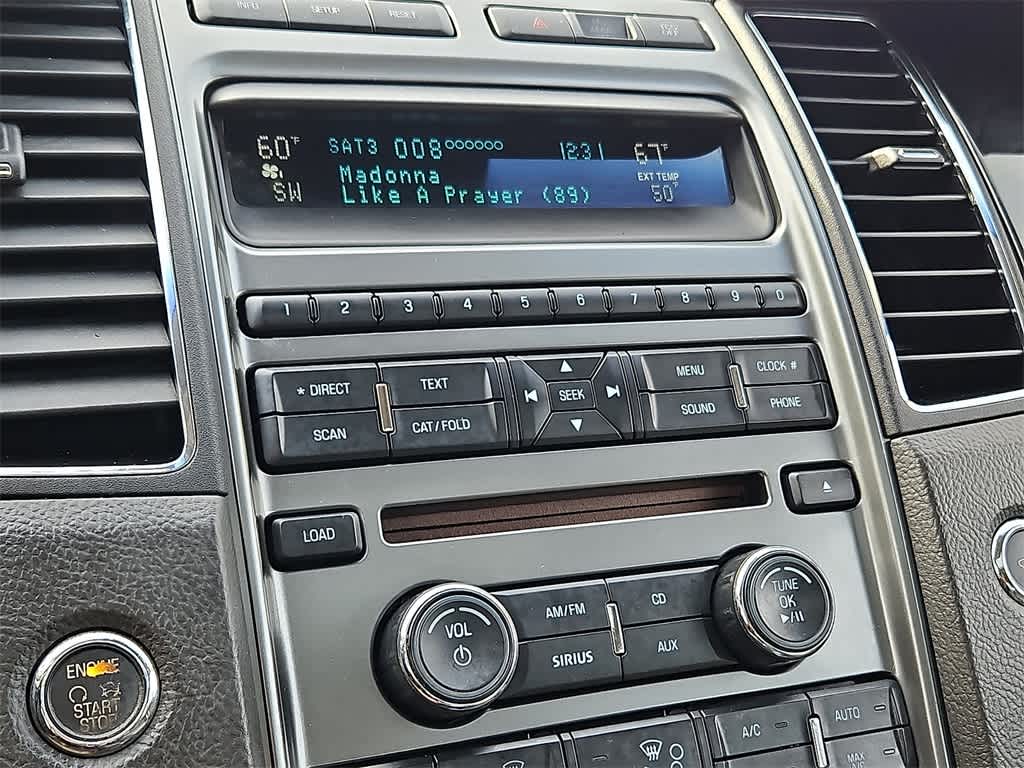 INFO SETUP RESET
60°F SAT3 008 12:31 67°F
Madonna EXT TEMP
SW Like A Prayer (89) 50°F
1 2 3 4 5 6 7 8 9 0
* DIRECT TEXT SEEK MENU CLOCK #
SCAN CAT/FOLD SOUND PHONE
LOAD
VOL AM/FM CD TUNE
OK
SIRIUS AUX
ENGINE
START
STOP
A/C AUTO
MAX